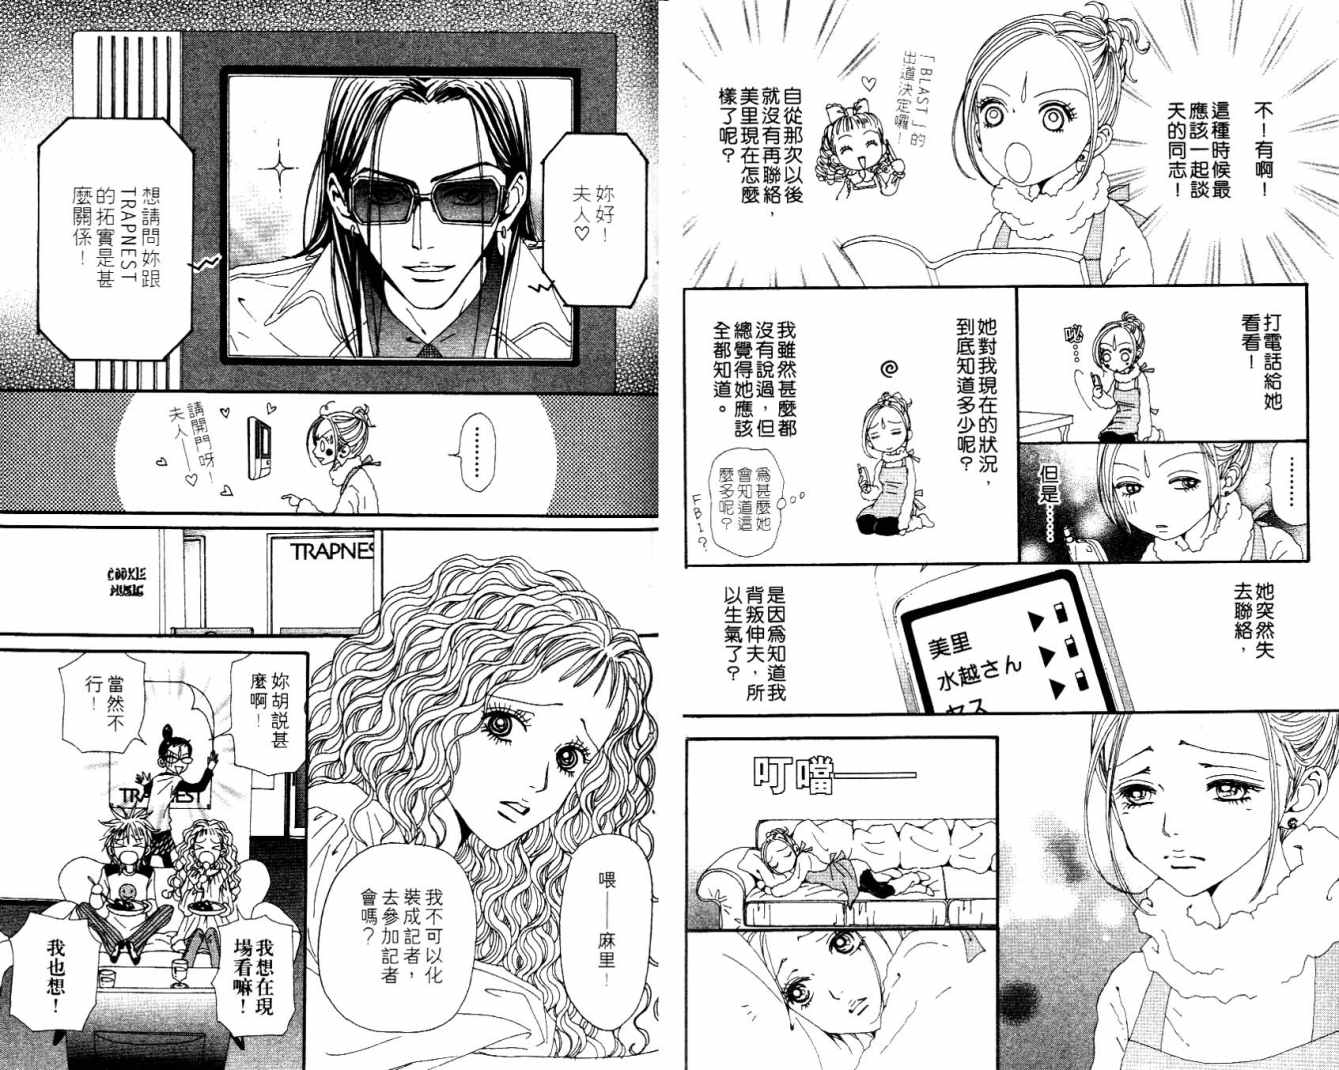 不！有啊！
這種時候最
應該一起談
天的同志！
「BLAST」的
出道決定囉！
自從那次以後
就沒有再聯絡，
美里現在怎麼
樣了呢？
打電話給她
看看！
嗶…
………
但是……
她對我現在的狀況，
到底知道多少呢？
我雖然甚麼都
沒有說過，但
總覺得她應該
全都知道。
為甚麼她
會知道這
麼多呢？
FBI？
她突然失
去聯絡，
美里
水越さん
ヤス
是因為知道我
背叛伸夫，所
以生氣了？
叮噹——
妳好！
夫人♡
想請問妳跟
TRAPNEST
的拓實是甚
麼關係！
………
請開門呀！
夫人——
COOKIE
MUSIC
TRAPNES
喂——麻里！
我不可以化
裝成記者，
去參加記者
會嗎？
妳胡說甚
麼啊！
當然不
行！
TRAPNEST
我想在現
場看嘛！
我也想！